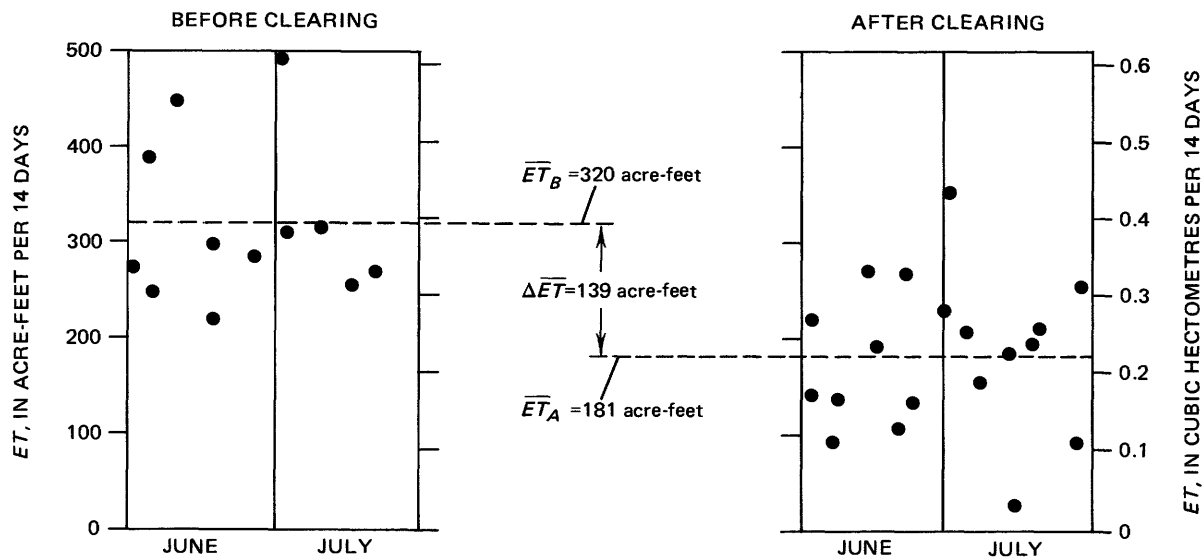 BEFORE CLEARING
AFTER CLEARING
ET, IN ACRE-FEET PER 14 DAYS
500
400
300
200
100
0
JUNE
JULY
ET_B =320 acre-feet
ΔET=139 acre-feet
ET_A =181 acre-feet
JUNE
JULY
0.6
0.5
0.4
0.3
0.2
0.1
0
ET, IN CUBIC HECTOMETRES PER 14 DAYS